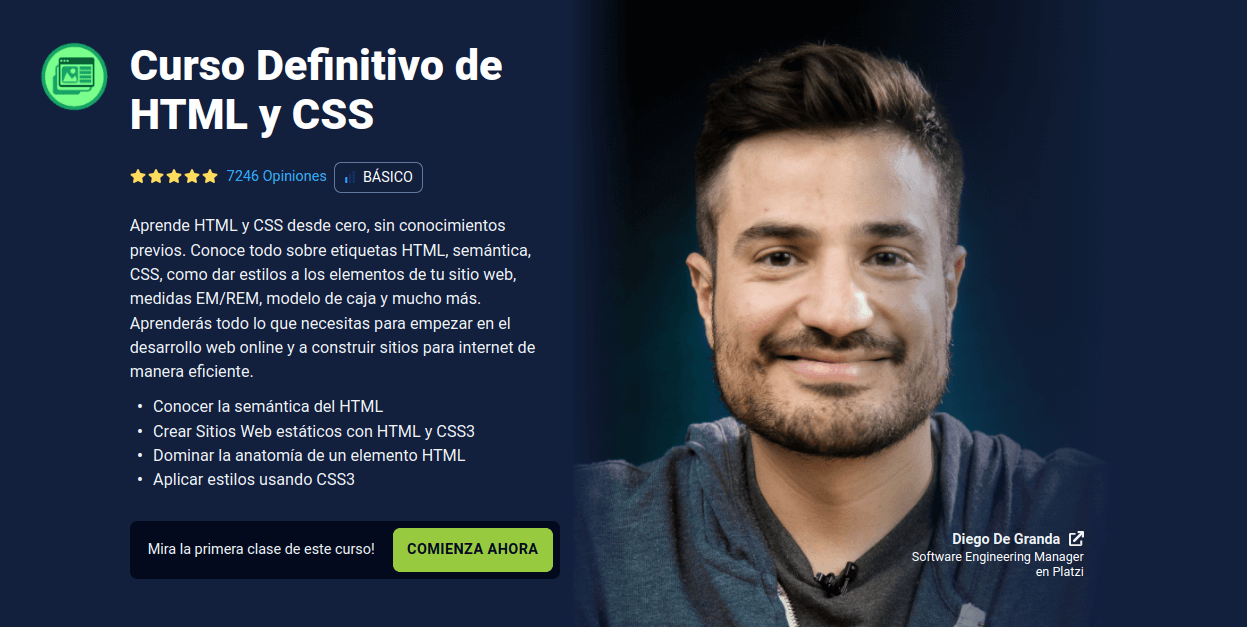 Curso Definitivo de
HTML y CSS
7246 Opiniones
BÁSICO
Aprende HTML y CSS desde cero, sin conocimientos
previos. Conoce todo sobre etiquetas HTML, semántica,
CSS, como dar estilos a los elementos de tu sitio web,
medidas EM/REM, modelo de caja y mucho más.
Aprenderás todo lo que necesitas para empezar en el
desarrollo web online y a construir sitios para internet de
manera eficiente.
• Conocer la semántica del HTML
• Crear Sitios Web estáticos con HTML y CSS3
• Dominar la anatomía de un elemento HTML
• Aplicar estilos usando CSS3
Mira la primera clase de este curso!
COMIENZA AHORA
Diego De Granda
Software Engineering Manager
en Platzi